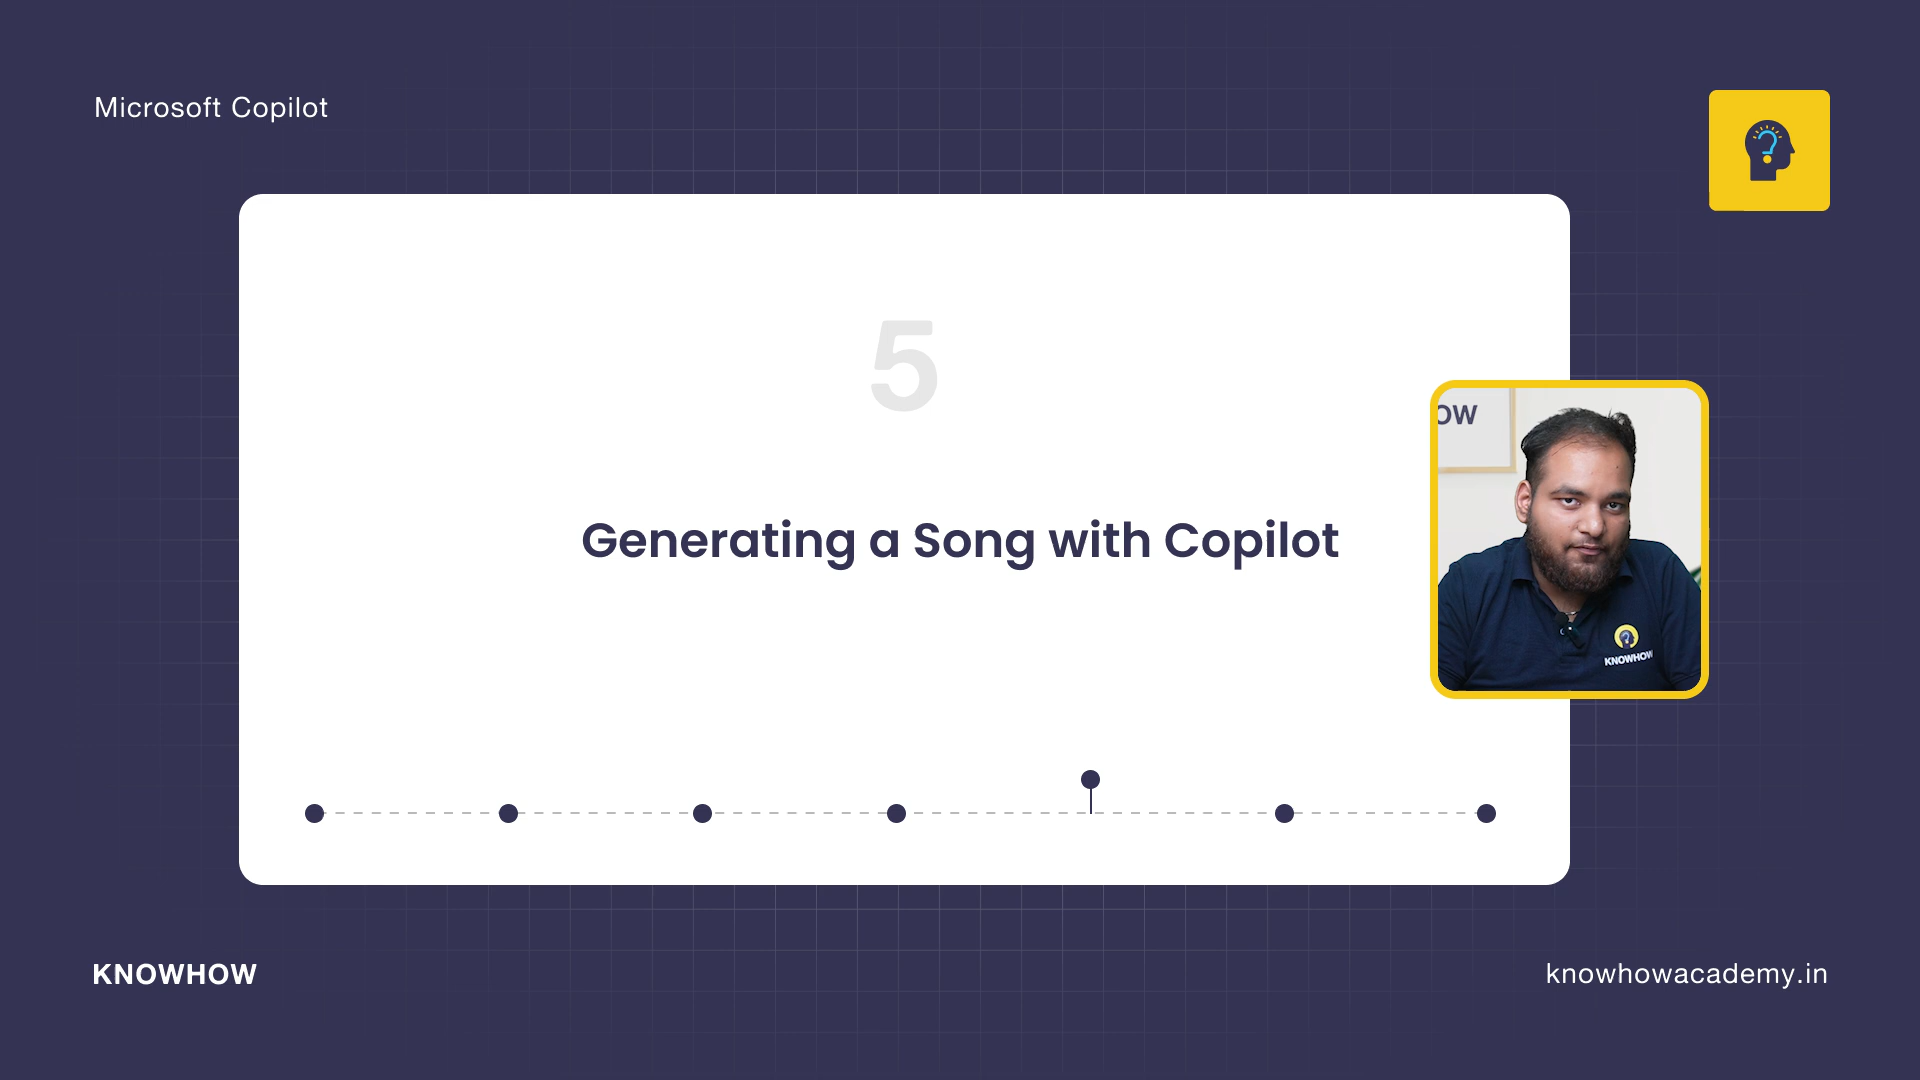 Microsoft Copilot
5
Generating a Song with Copilot
OW
KNOWHOW
KNOWHOW
knowhowacademy.in